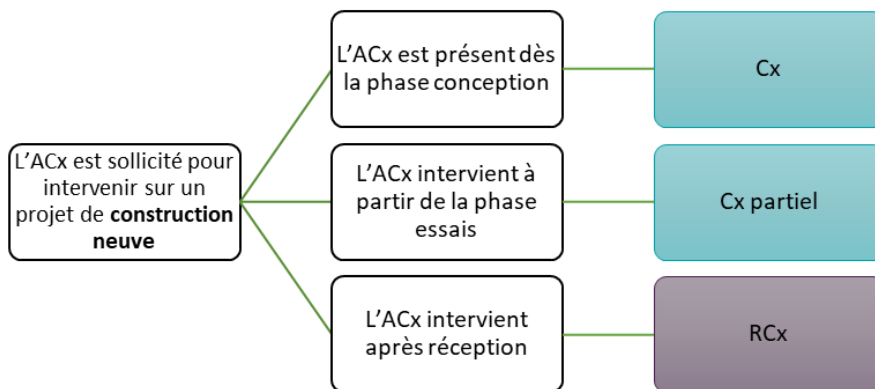 L'ACx est sollicité pour
intervenir sur un
projet de construction
neuve
L'ACx est présent dès
la phase conception
Cx
L'ACx intervient à
partir de la phase
essais
Cx partiel
L'ACx intervient
après réception
RCx